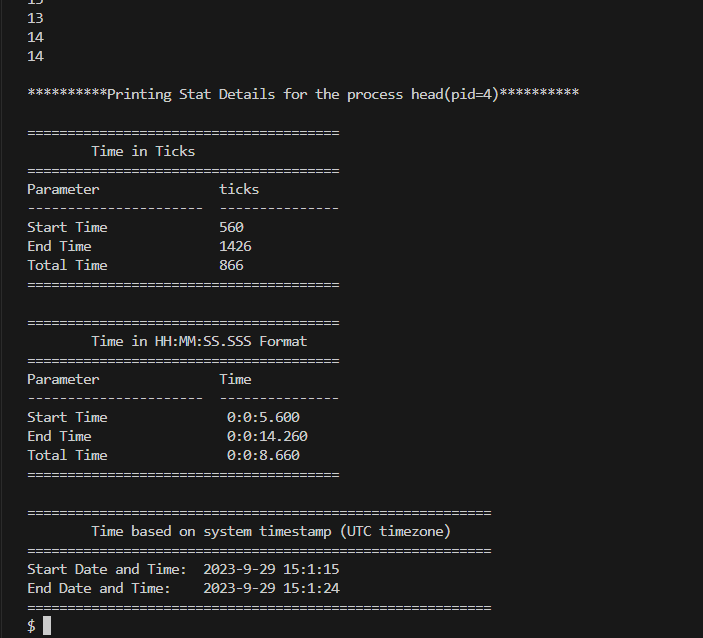 13
14
14
**********Printing Stat Details for the process head(pid=4)**********
=======================================
Time in Ticks
=======================================
Parameter ticks
---------------------- ---------------
Start Time 560
End Time 1426
Total Time 866
=======================================
=======================================
Time in HH:MM:SS.SSS Format
=======================================
Parameter Time
---------------------- ---------------
Start Time 0:0:5.600
End Time 0:0:14.260
Total Time 0:0:8.660
=======================================
==========================================================
Time based on system timestamp (UTC timezone)
==========================================================
Start Date and Time: 2023-9-29 15:1:15
End Date and Time: 2023-9-29 15:1:24
==========================================================
$